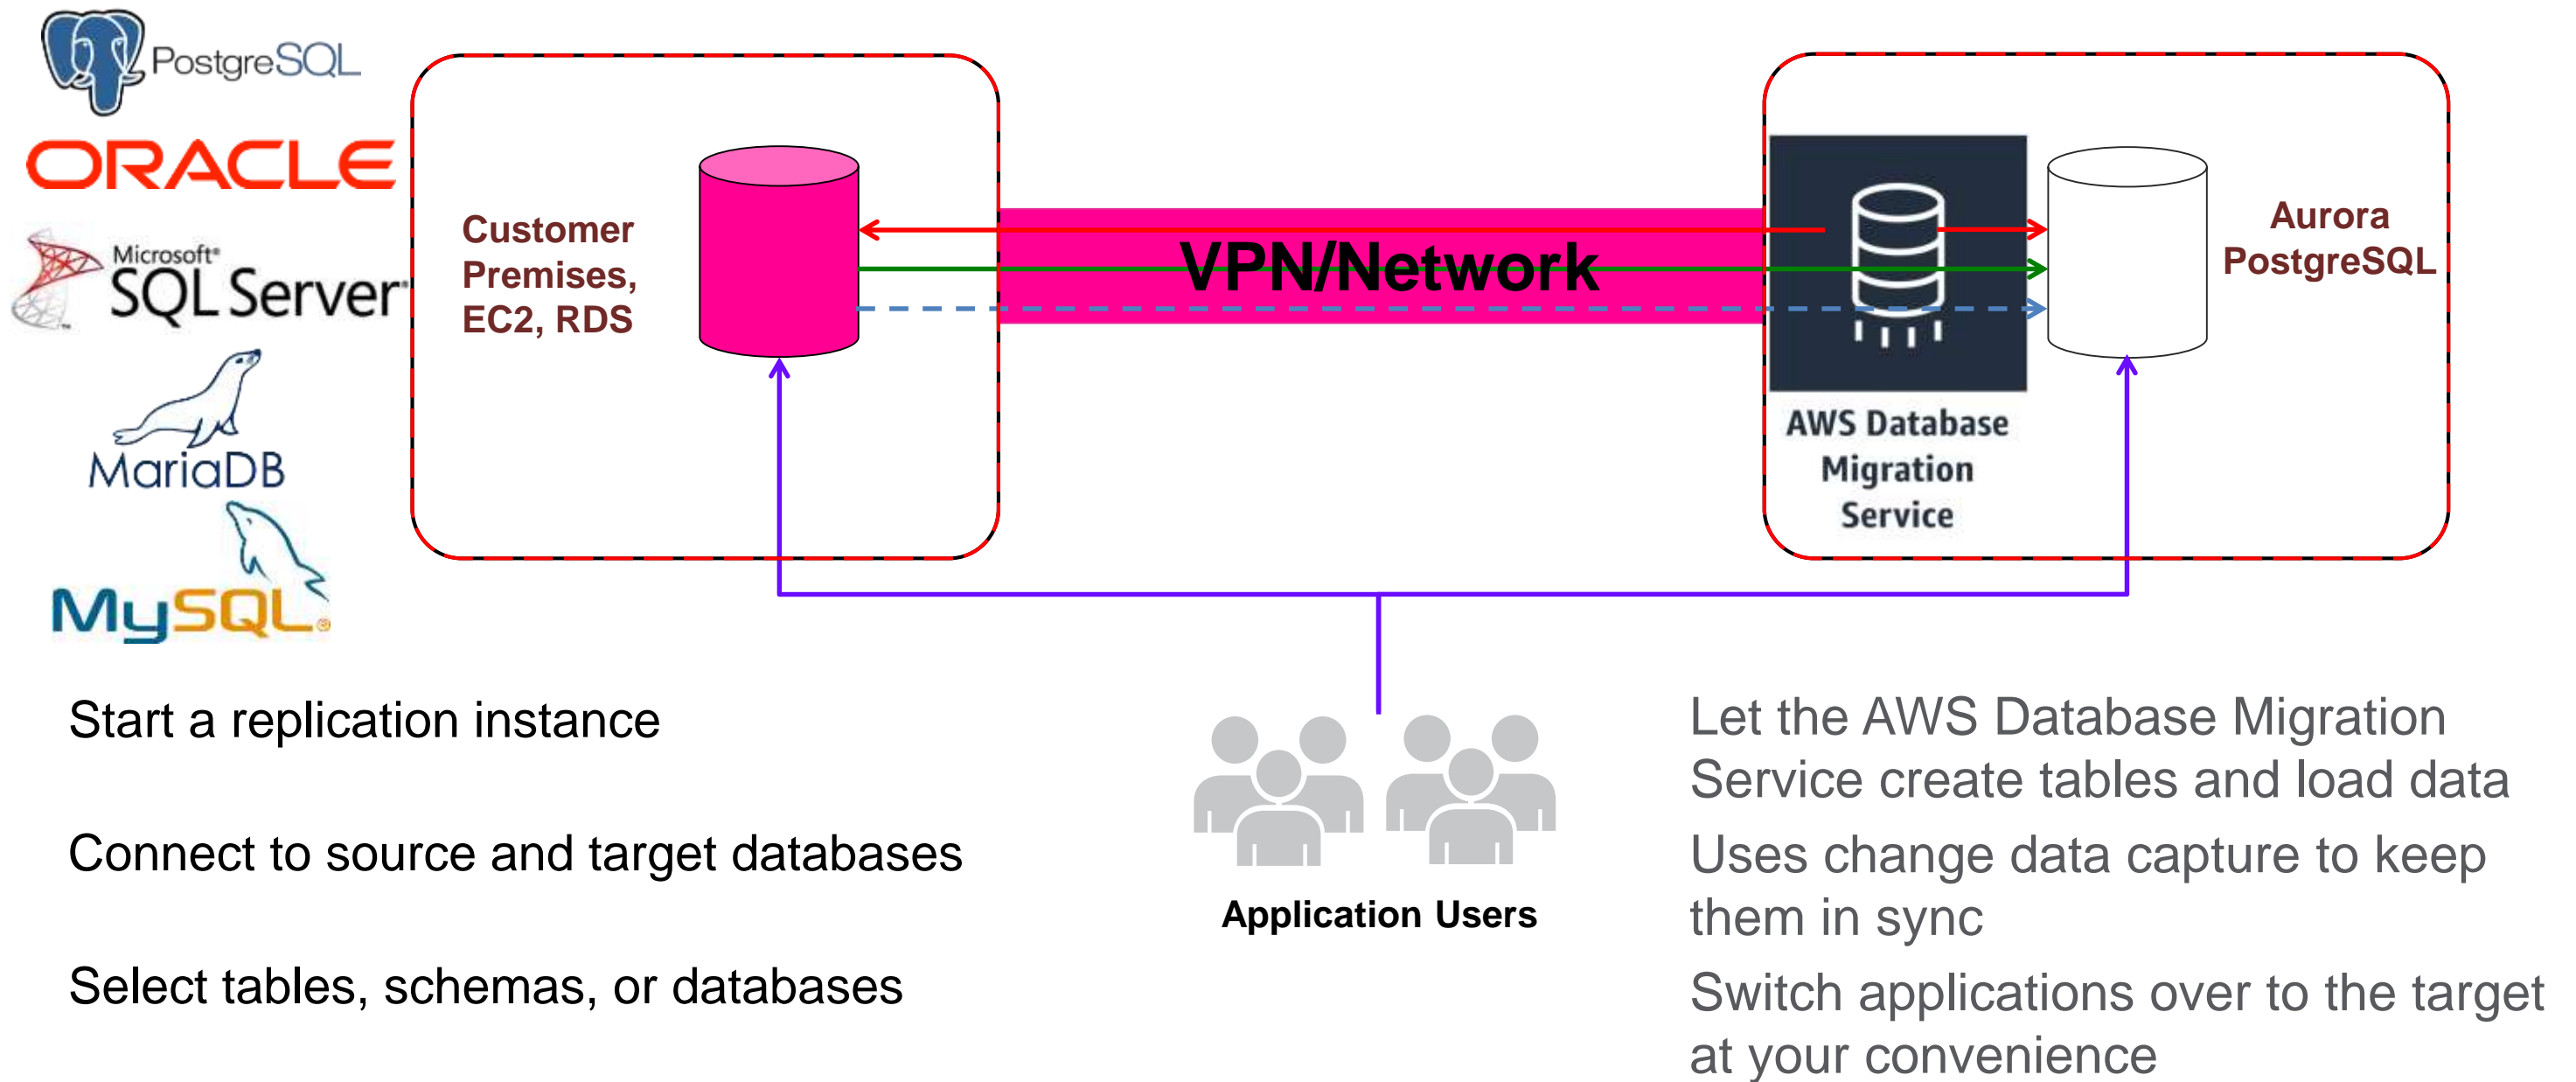 PostgreSQL
ORACLE
Microsoft®
SQL Server®
MariaDB
MySQL®
Customer
Premises,
EC2, RDS
VPN/Network
AWS Database
Migration
Service
Aurora
PostgreSQL
Application Users
Start a replication instance
Connect to source and target databases
Select tables, schemas, or databases
Let the AWS Database Migration
Service create tables and load data
Uses change data capture to keep
them in sync
Switch applications over to the target
at your convenience